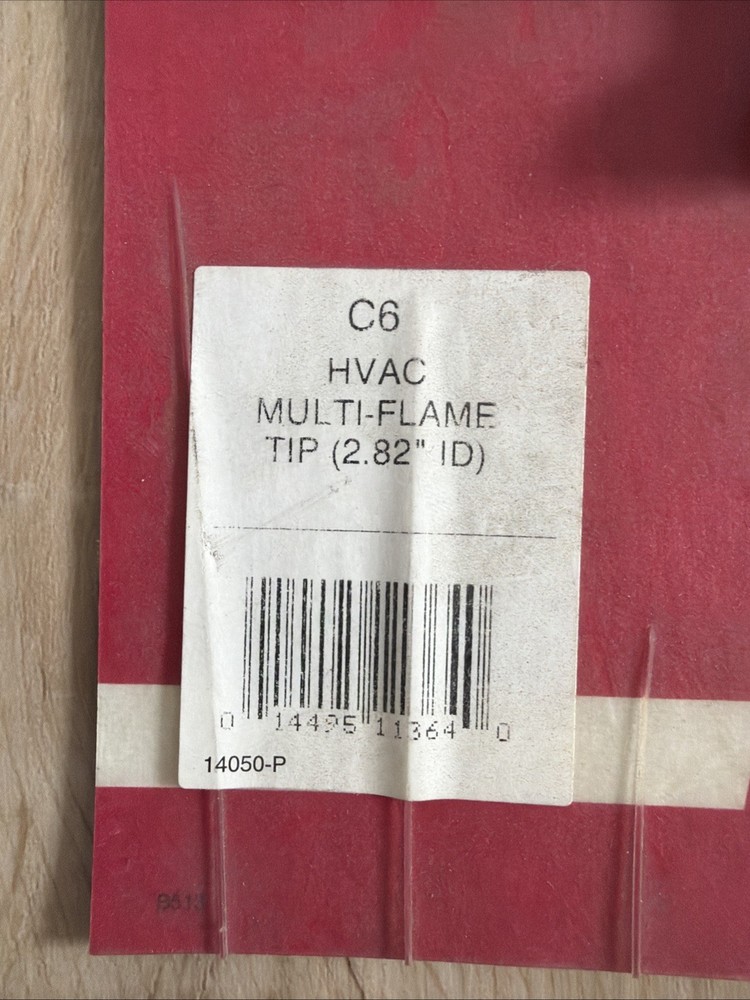 C6
HVAC
MULTI-FLAME
TIP (2.82" ID)
0 14495 11364 0
14050-P